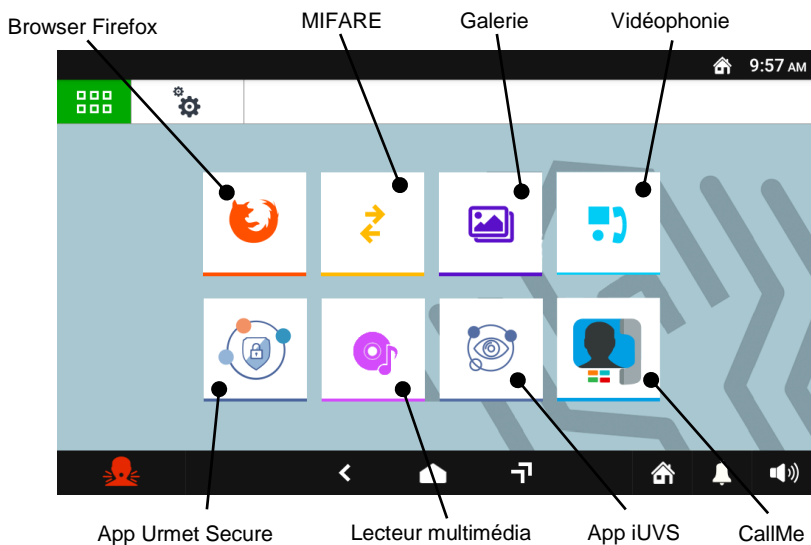 Browser Firefox
MIFARE
Galerie
Vidéophonie
9:57 AM
App Urmet Secure
Lecteur multimédia
App iUVS
CallMe